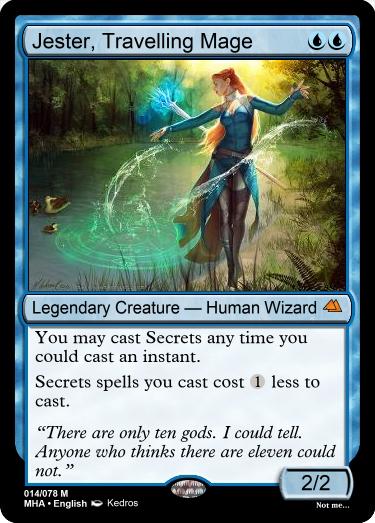 Jester, Travelling Mage
Legendary Creature — Human Wizard
You may cast Secrets any time you
could cast an instant.
Secrets spells you cast cost 1 less to
cast.
“There are only ten gods. I could tell.
Anyone who thinks there are eleven could
not.”
2/2
014/078 M
MHA • English Kedros
Not me...